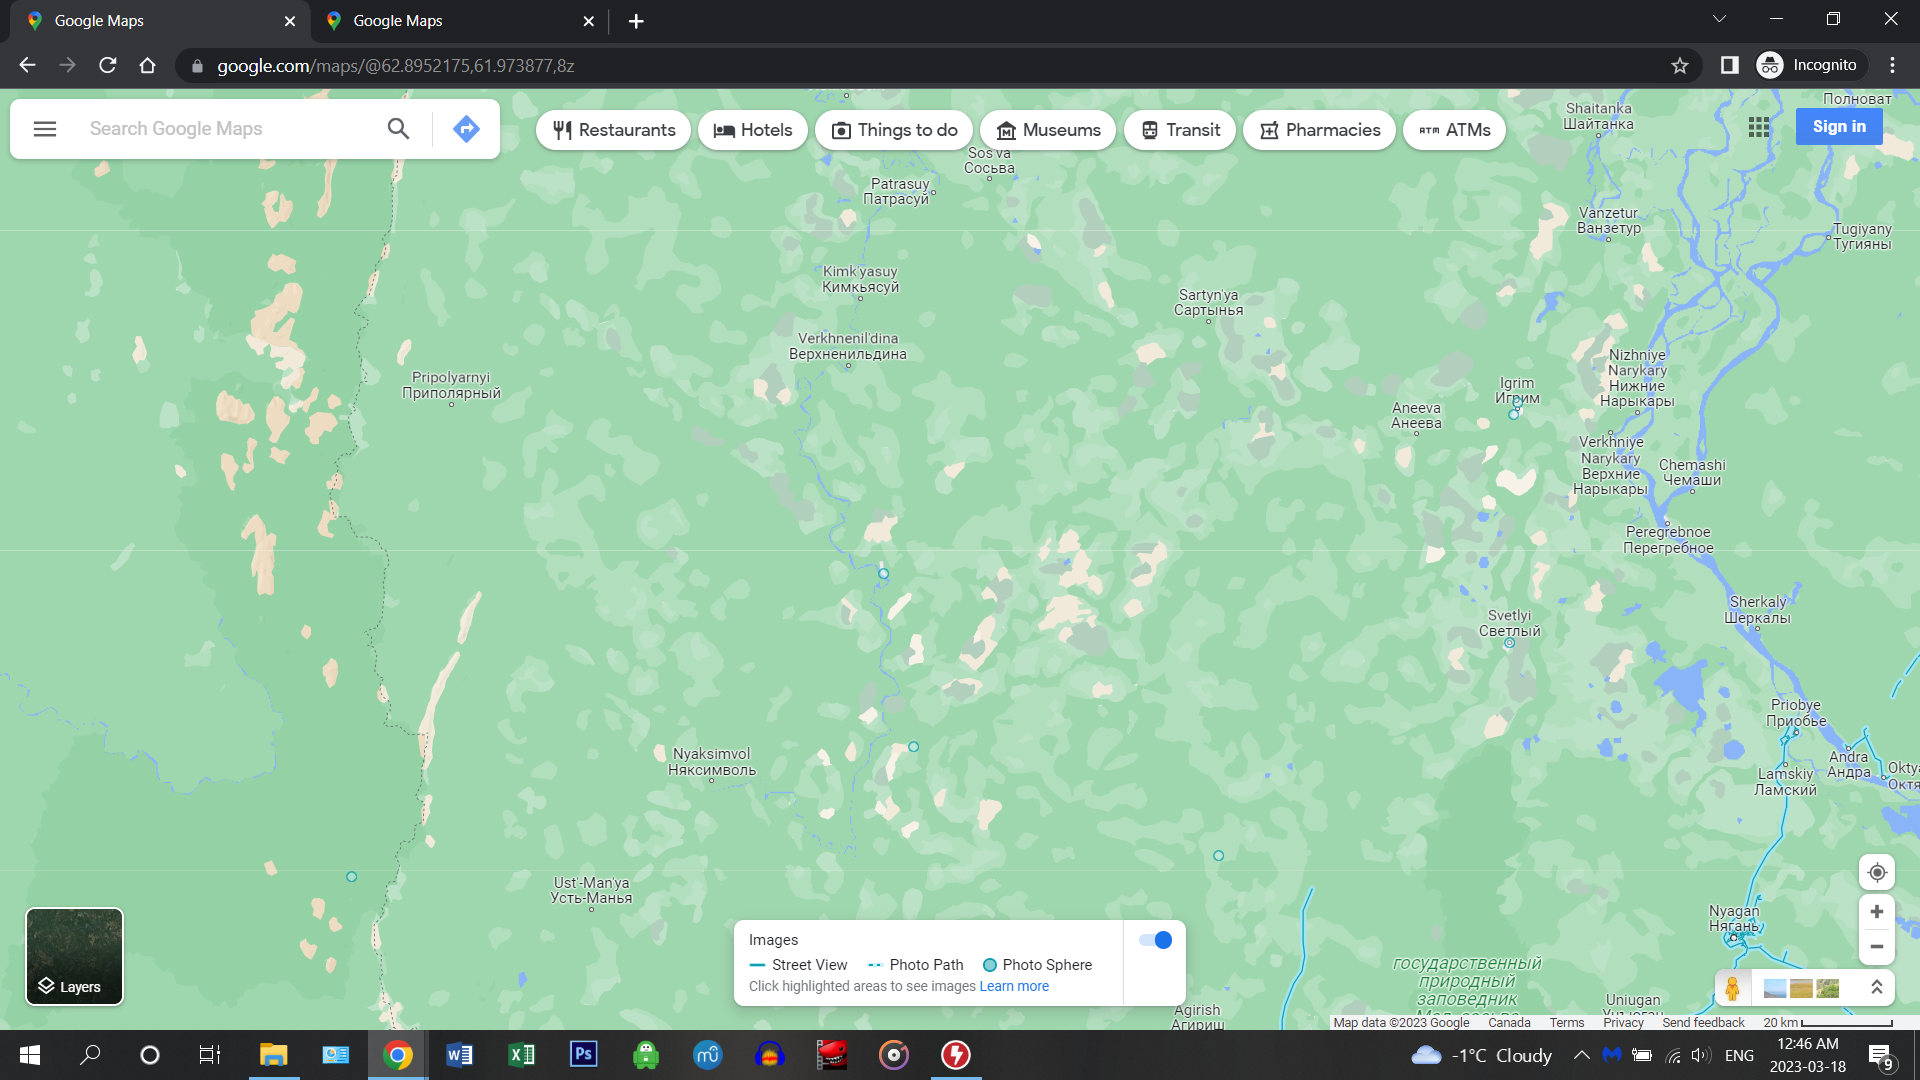 Google Maps
Google Maps
google.com/maps/@62.8952175,61.973877,8z
Incognito
Search Google Maps
Restaurants
Hotels
Things to do
Museums
Transit
Pharmacies
ATM
ATMs
Sign in
Shaitanka
Шайтанка
Полноват
Sos'va
Сосьва
Patrasuy
Патрасуй
Vanzetur
Ванзетур
Tugiyany
Тугияны
Kimk'yasuy
Кимкьясуй
Sartyn'ya
Сартынья
Verkhnenil'dina
Верхненильдина
Pripolyarnyi
Приполярный
Nizhniye
Narykary
Нижние
Нарыкары
Igrim
Игрим
Aneeva
Анеева
Verkhniye
Narykary
Верхние
Нарыкары
Chemashi
Чемаши
Peregrebnoe
Перегребное
Sherkaly
Шеркалы
Svetlyi
Светлый
Priobye
Приобье
Andra
Андра
Lamskiy
Ламский
Nyaksimvol
Няксимволь
Ust'-Man'ya
Усть-Манья
Nyagan
Нягань
государственный
природный
заповедник
Uniugan
Agirish
Агириш
Layers
Images
Street View
Photo Path
Photo Sphere
Click highlighted areas to see images Learn more
Map data ©2023 Google
Canada
Terms
Privacy
Send feedback
20 km
-1°C Cloudy
ENG
12:46 AM
2023-03-18
9